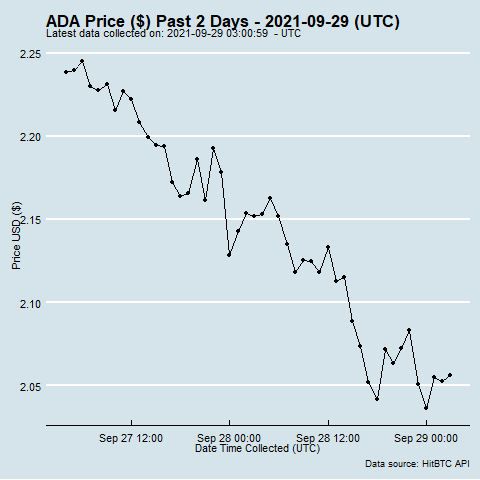 ADA Price ($) Past 2 Days - 2021-09-29 (UTC)
Latest data collected on: 2021-09-29 03:00:59 - UTC
2.25
2.20
2.15
2.10
2.05
Price USD ($)
Sep 27 12:00
Sep 28 00:00
Sep 28 12:00
Sep 29 00:00
Date Time Collected (UTC)
Data source: HitBTC API